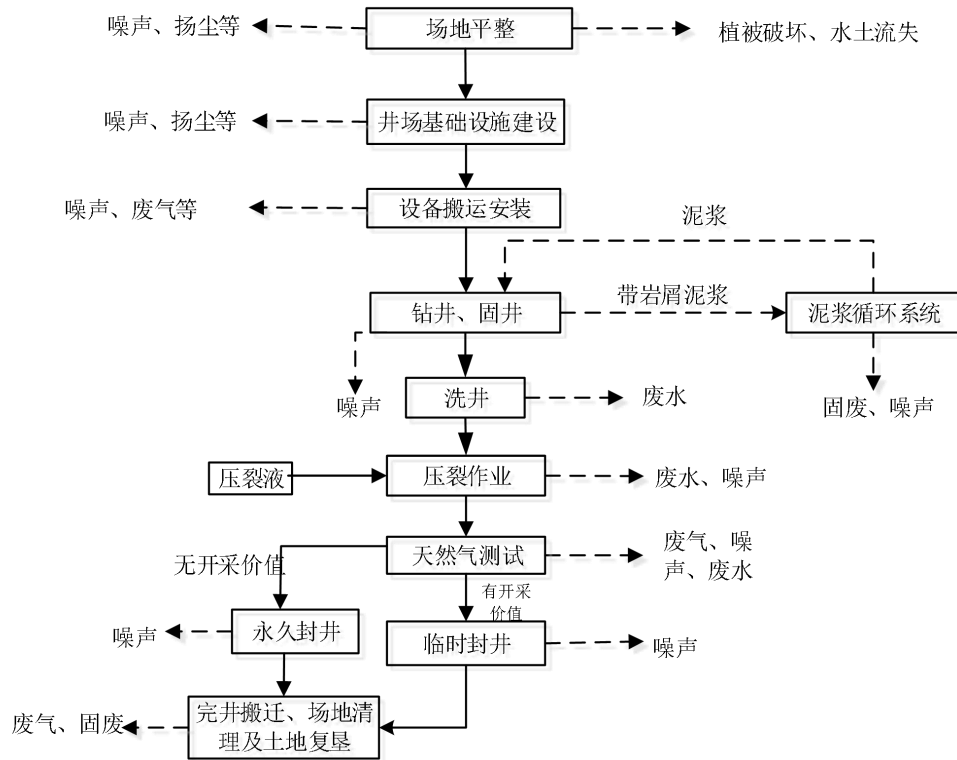 噪声、扬尘等
场地平整
植被破坏、水土流失
噪声、扬尘等
井场基础设施建设
噪声、废气等
设备搬运安装
泥浆
带岩屑泥浆
钻井、固井
泥浆循环系统
噪声
洗井
废水
固废、噪声
压裂液
压裂作业
废水、噪声
天然气测试
废气、噪
声、废水
无开采价值
有开采
价值
噪声
永久封井
临时封井
噪声
废气、固废
完井搬迁、场地清
理及土地复垦